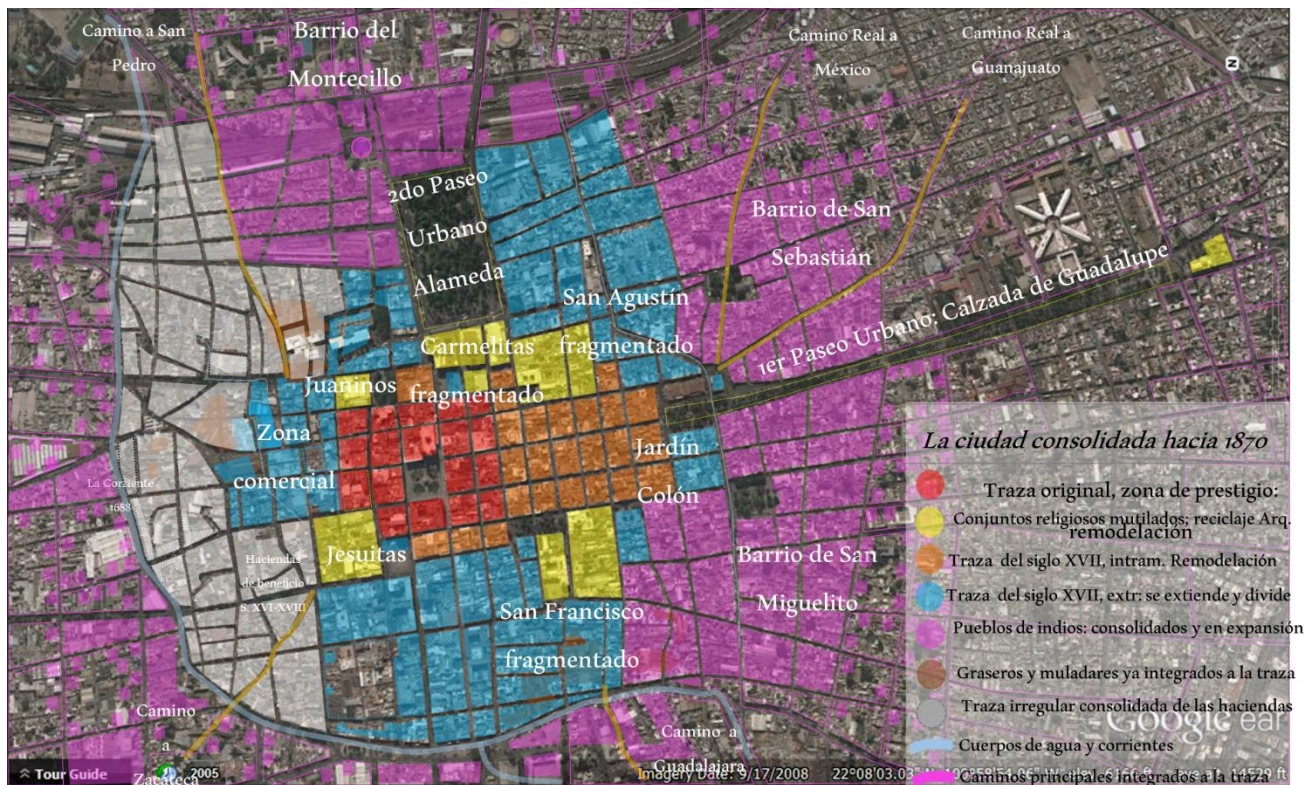 Camino a San
Pedro
Barrio del
Montecillo
Camino Real a
México
Camino Real a
Guanajuato
N
2do Paseo
Urbano
Alameda
Barrio de San
Sebastián
San Agustín
fragmentado
1er Paseo Urbano: Calzada de Guadalupe
Carmelitas
fragmentado
Juaninos
Zona
comercial
Jardín
Colón
La Corriente
1688
Jesuitas
Haciendas
de beneficio
S. XVI-XVIII
San Francisco
fragmentado
Barrio de San
Miguelito
Camino
a
Zacateca
Camino a
Guadalajara
La ciudad consolidada hacia 1870
Traza original, zona de prestigio:
remodelación
Conjuntos religiosos mutilados; reciclaje Arq.
Traza del siglo XVII, intram. Remodelación
Traza del siglo XVII, extr: se extiende y divide
Pueblos de indios: consolidados y en expansión
Graseros y muladares ya integrados a la traza
Traza irregular consolidada de las haciendas
Google ear
Cuerpos de agua y corrientes
Caminos principales integrados a la traza
Tour Guide
2005
Imagery Date: 9/17/2008
22°08'03.03"
14529 ft